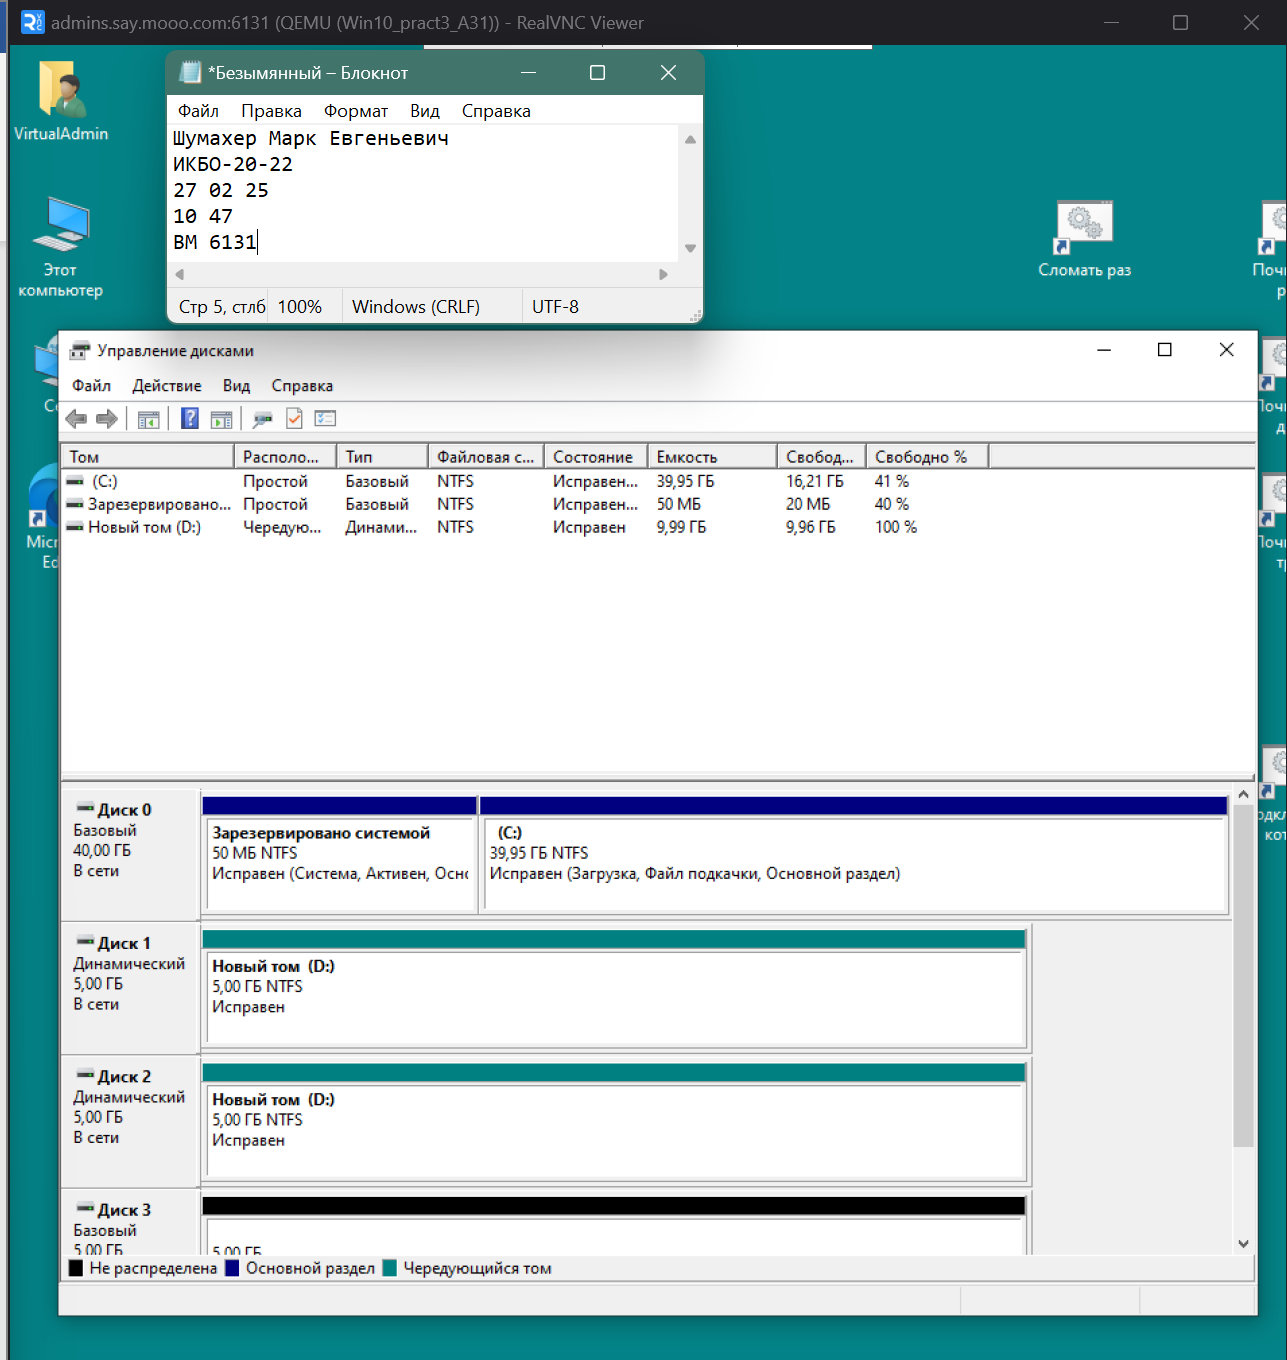 admins.say.mooo.com:6131 (QEMU (Win10_pract3_A31)) - RealVNC Viewer
VirtualAdmin
*Безымянный – Блокнот
Файл Правка Формат Вид Справка
Шумахер Марк Евгеньевич
ИКБО-20-22
27 02 25
10 47
ВМ 6131
Стр 5, стлб 100% Windows (CRLF) UTF-8
Этот
компьютер
Сломать раз
Управление дисками
Файл Действие Вид Справка
Том Располо... Тип Файловая с... Состояние Емкость Свобод... Свободно %
(C:) Простой Базовый NTFS Исправен... 39,95 ГБ 16,21 ГБ 41 %
Зарезервировано... Простой Базовый NTFS Исправен... 50 МБ 20 МБ 40 %
Новый том (D:) Чередую... Динами... NTFS Исправен 9,99 ГБ 9,96 ГБ 100 %
Диск 0
Базовый
40,00 ГБ
В сети
Зарезервировано системой
50 МБ NTFS
Исправен (Система, Активен, Осн
(C:)
39,95 ГБ NTFS
Исправен (Загрузка, Файл подкачки, Основной раздел)
Диск 1
Динамический
5,00 ГБ
В сети
Новый том (D:)
5,00 ГБ NTFS
Исправен
Диск 2
Динамический
5,00 ГБ
В сети
Новый том (D:)
5,00 ГБ NTFS
Исправен
Диск 3
Базовый
5,00 ГБ
5,00 ГБ
Не распределена Основной раздел Чередующийся том